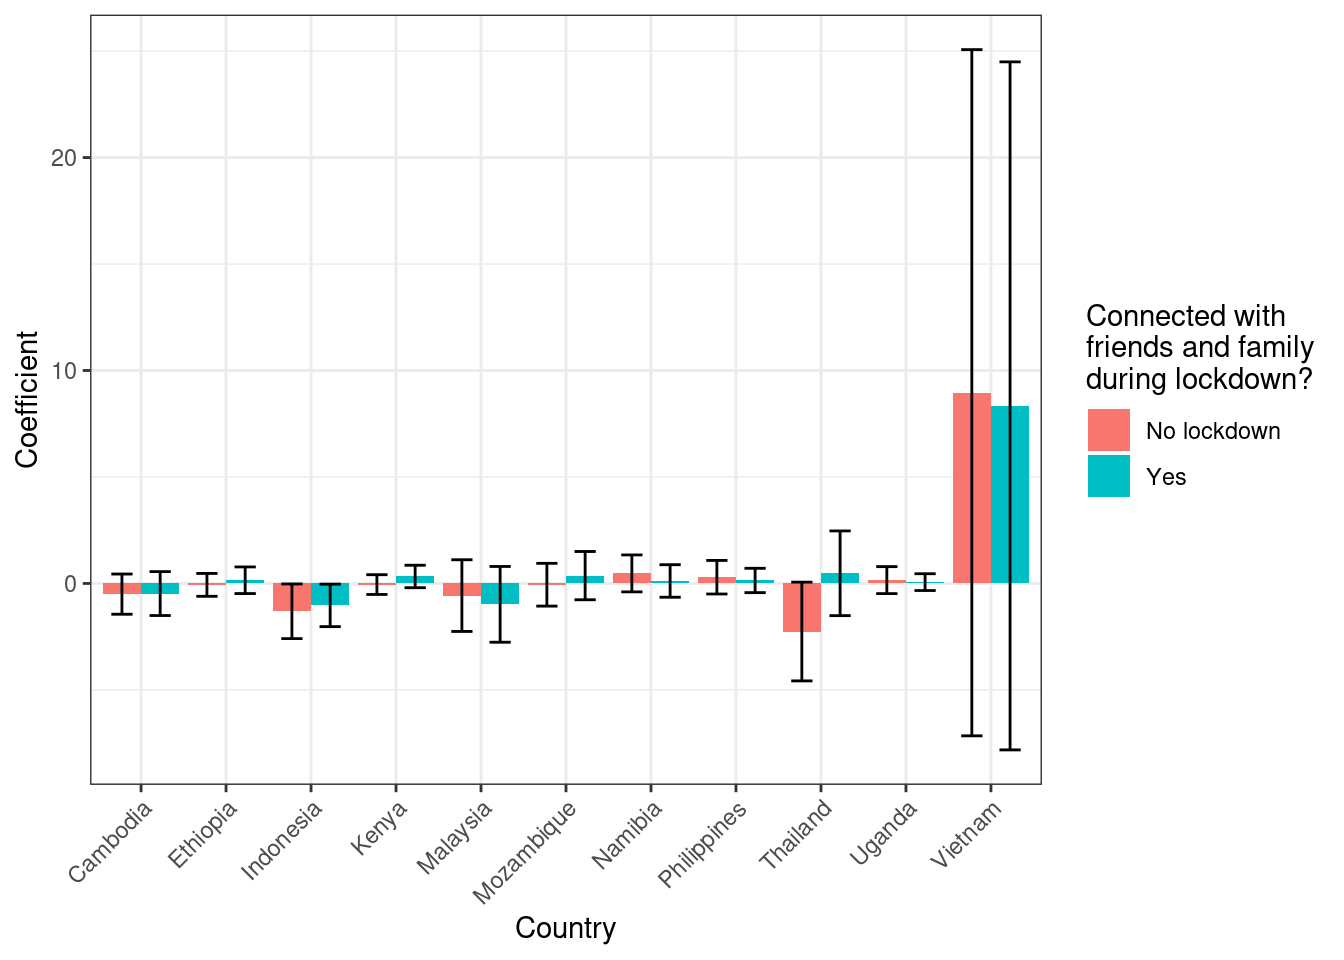 20
10
0
Coefficient
Cambodia
Ethiopia
Indonesia
Kenya
Malaysia
Mozambique
Namibia
Philippines
Thailand
Uganda
Vietnam
Country
Connected with
friends and family
during lockdown?
No lockdown
Yes